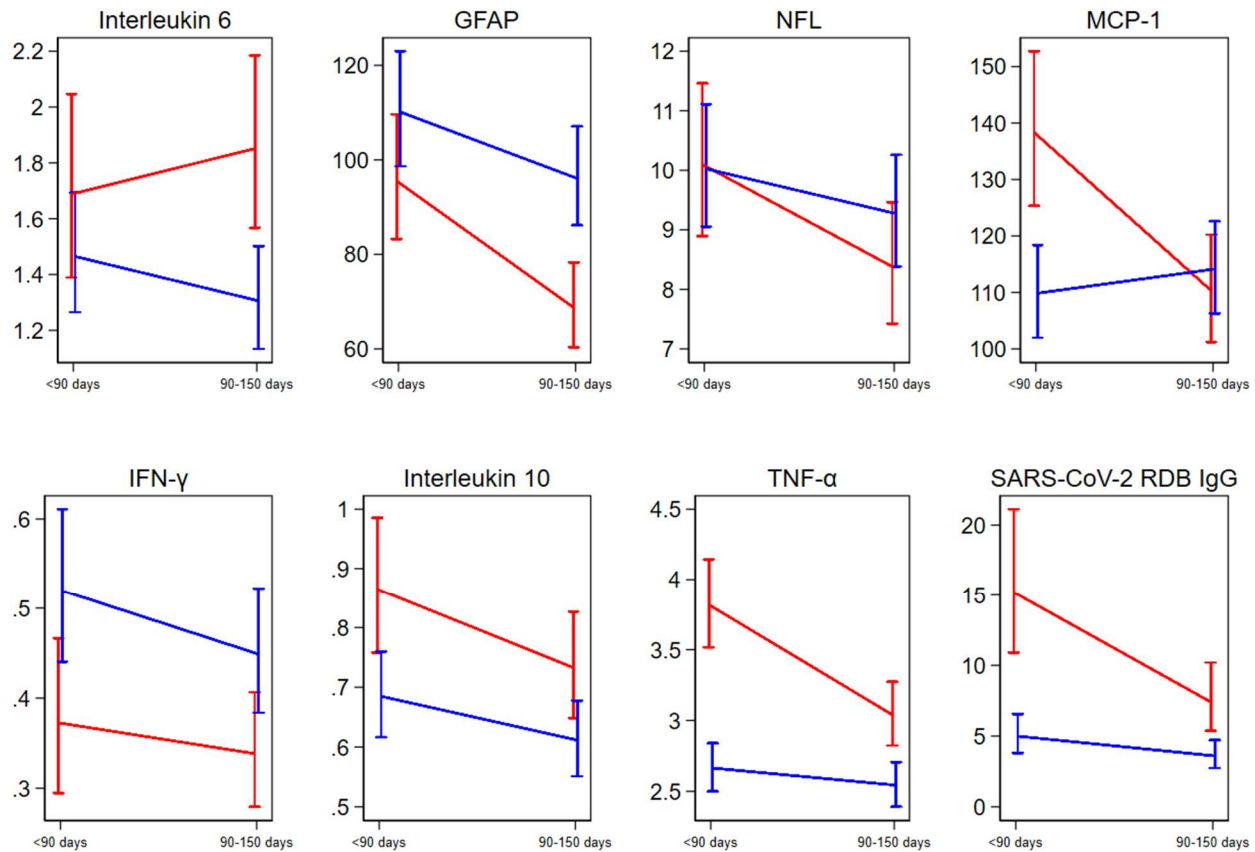 Interleukin 6
GFAP
NFL
MCP-1
2.2
2
1.8
1.6
1.4
1.2
<90 days
90-150 days
120
100
80
60
<90 days
90-150 days
12
11
10
9
8
7
<90 days
90-150 days
150
140
130
120
110
100
<90 days
90-150 days
IFN-γ
Interleukin 10
TNF-α
SARS-CoV-2 RDB IgG
.6
.5
.4
.3
<90 days
90-150 days
1
.9
.8
.7
.6
.5
<90 days
90-150 days
4.5
4
3.5
3
2.5
<90 days
90-150 days
20
15
10
5
0
<90 days
90-150 days